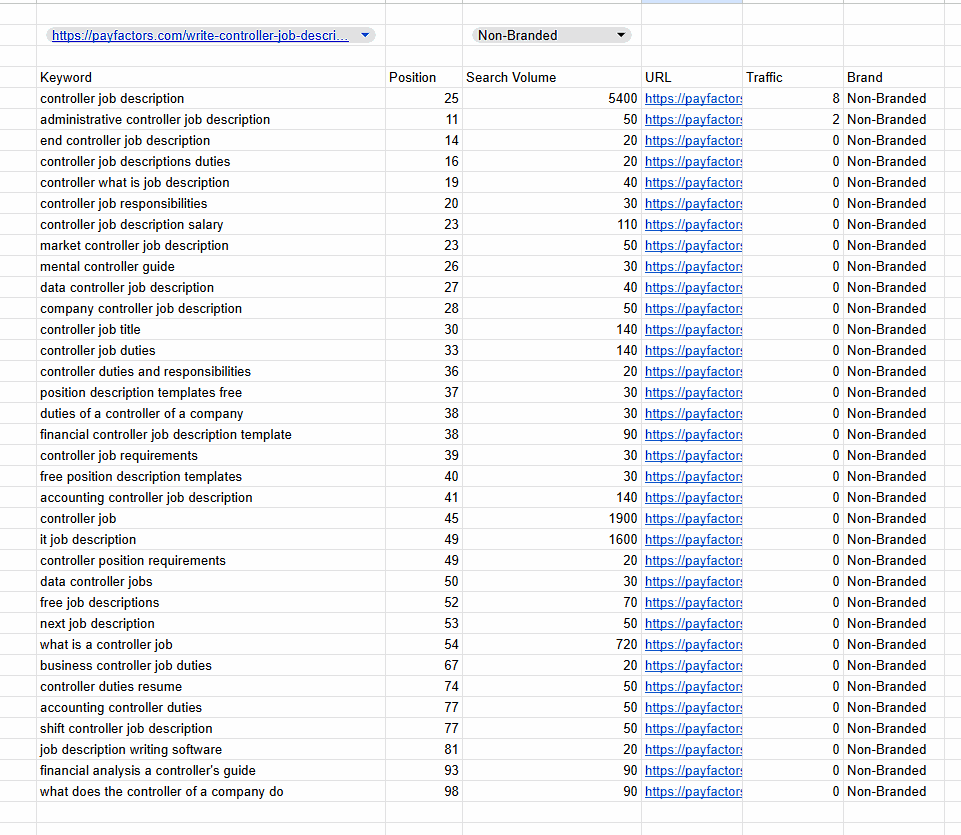 https://payfactors.com/write-controller-job-descri... Non-Branded
Keyword Position Search Volume URL Traffic Brand
controller job description 25 5400 https://payfactors 8 Non-Branded
administrative controller job description 11 50 https://payfactors 2 Non-Branded
end controller job description 14 20 https://payfactors 0 Non-Branded
controller job descriptions duties 16 20 https://payfactors 0 Non-Branded
controller what is job description 19 40 https://payfactors 0 Non-Branded
controller job responsibilities 20 30 https://payfactors 0 Non-Branded
controller job description salary 23 110 https://payfactors 0 Non-Branded
market controller job description 23 50 https://payfactors 0 Non-Branded
mental controller guide 26 30 https://payfactors 0 Non-Branded
data controller job description 27 40 https://payfactors 0 Non-Branded
company controller job description 28 50 https://payfactors 0 Non-Branded
controller job title 30 140 https://payfactors 0 Non-Branded
controller job duties 33 140 https://payfactors 0 Non-Branded
controller duties and responsibilities 36 20 https://payfactors 0 Non-Branded
position description templates free 37 30 https://payfactors 0 Non-Branded
duties of a controller of a company 38 30 https://payfactors 0 Non-Branded
financial controller job description template 38 90 https://payfactors 0 Non-Branded
controller job requirements 39 30 https://payfactors 0 Non-Branded
free position description templates 40 30 https://payfactors 0 Non-Branded
accounting controller job description 41 140 https://payfactors 0 Non-Branded
controller job 45 1900 https://payfactors 0 Non-Branded
it job description 49 1600 https://payfactors 0 Non-Branded
controller position requirements 49 20 https://payfactors 0 Non-Branded
data controller jobs 50 30 https://payfactors 0 Non-Branded
free job descriptions 52 70 https://payfactors 0 Non-Branded
next job description 53 50 https://payfactors 0 Non-Branded
what is a controller job 54 720 https://payfactors 0 Non-Branded
business controller job duties 67 20 https://payfactors 0 Non-Branded
controller duties resume 74 50 https://payfactors 0 Non-Branded
accounting controller duties 77 50 https://payfactors 0 Non-Branded
shift controller job description 77 50 https://payfactors 0 Non-Branded
job description writing software 81 20 https://payfactors 0 Non-Branded
financial analysis a controller's guide 93 90 https://payfactors 0 Non-Branded
what does the controller of a company do 98 90 https://payfactors 0 Non-Branded